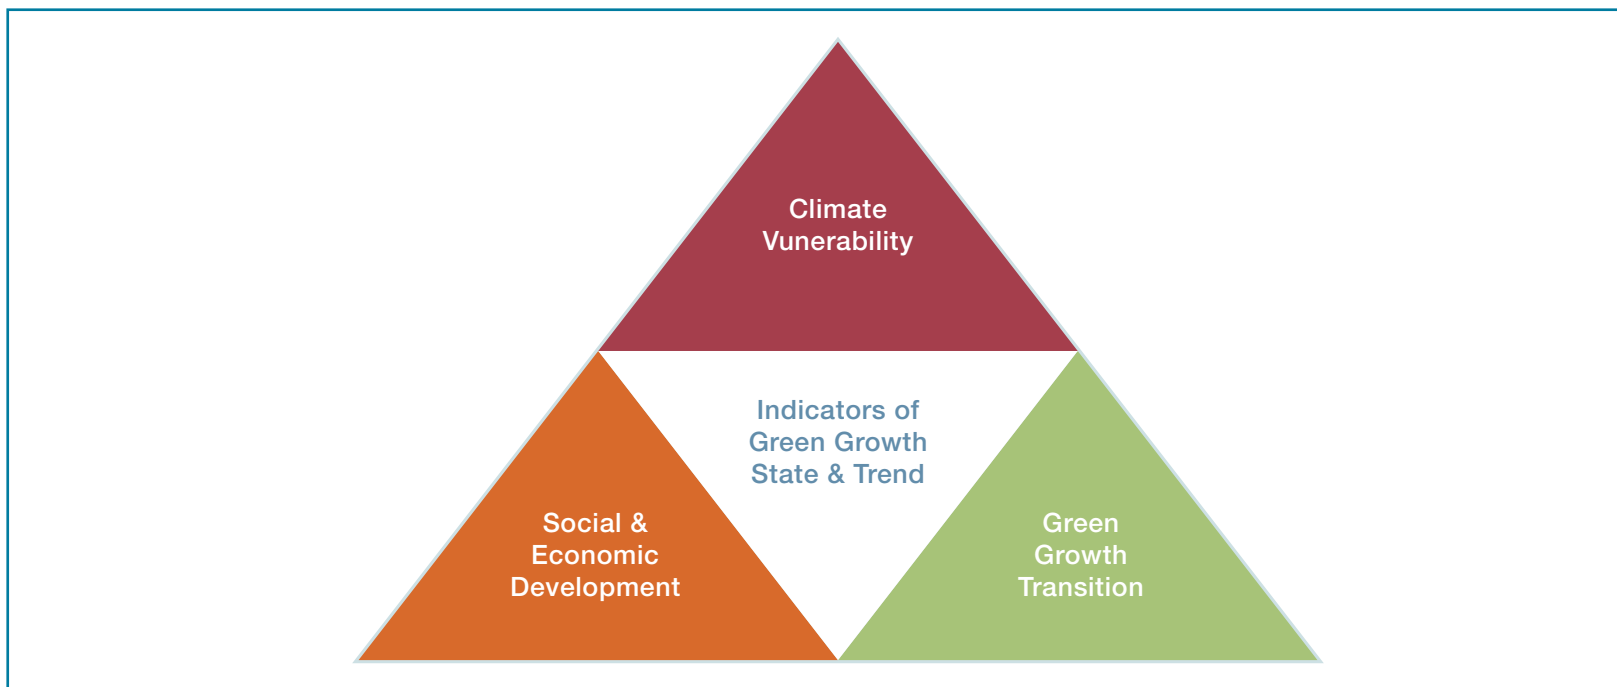 Climate
Vunerability
Indicators of
Green Growth
State & Trend
Social &
Economic
Development
Green
Growth
Transition